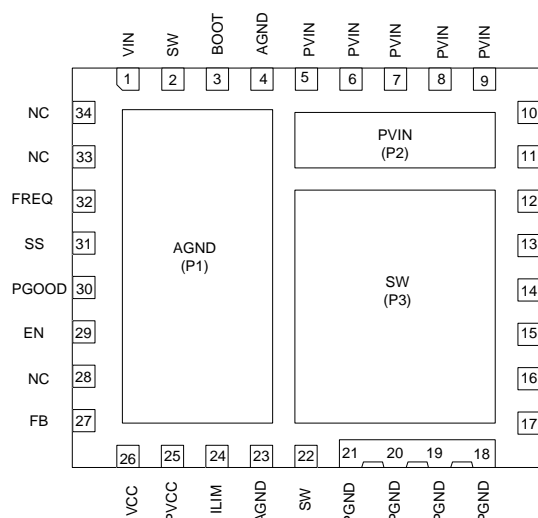 VIN SW BOOT AGND PVIN PVIN PVIN PVIN PVIN
1 2 3 4 5 6 7 8 9
NC 34
NC 33
FREQ 32
SS 31
PGOOD 30
EN 29
NC 28
FB 27
AGND
(P1)
PVIN
(P2)
SW
(P3)
10
11
12
13
14
15
16
17
26 25 24 23 22 21 20 19 18
VCC PVCC ILIM AGND SW PGND PGND PGND PGND